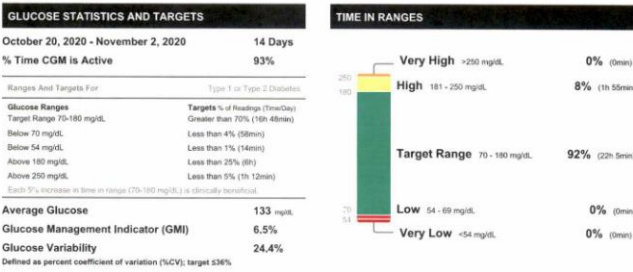 GLUCOSE STATISTICS AND TARGETS
October 20, 2020 - November 2, 2020 14 Days
% Time CGM is Active 93%
Ranges And Targets For Type 1 or Type 2 Diabetes
Glucose Ranges Targets % of Readings (Time/Day)
Target Range 70-180 mg/dL Greater than 70% (16h 48min)
Below 70 mg/dL Less than 4% (58min)
Below 54 mg/dL Less than 1% (14min)
Above 180 mg/dL Less than 25% (6h)
Above 250 mg/dL Less than 5% (1h 12min)
Each 5% increase in time in range (70-180 mg/dL) is clinically beneficial.
Average Glucose 133 mg/dL
Glucose Management Indicator (GMI) 6.5%
Glucose Variability 24.4%
Defined as percent coefficient of variation (%CV); target ≤36%
TIME IN RANGES
Very High >250 mg/dL 0% (0min)
250
High 181 - 250 mg/dL 8% (1h 55min)
180
Target Range 70 - 180 mg/dL 92% (22h 5min)
70
Low 54 - 69 mg/dL 0% (0min)
54
Very Low <54 mg/dL 0% (0min)